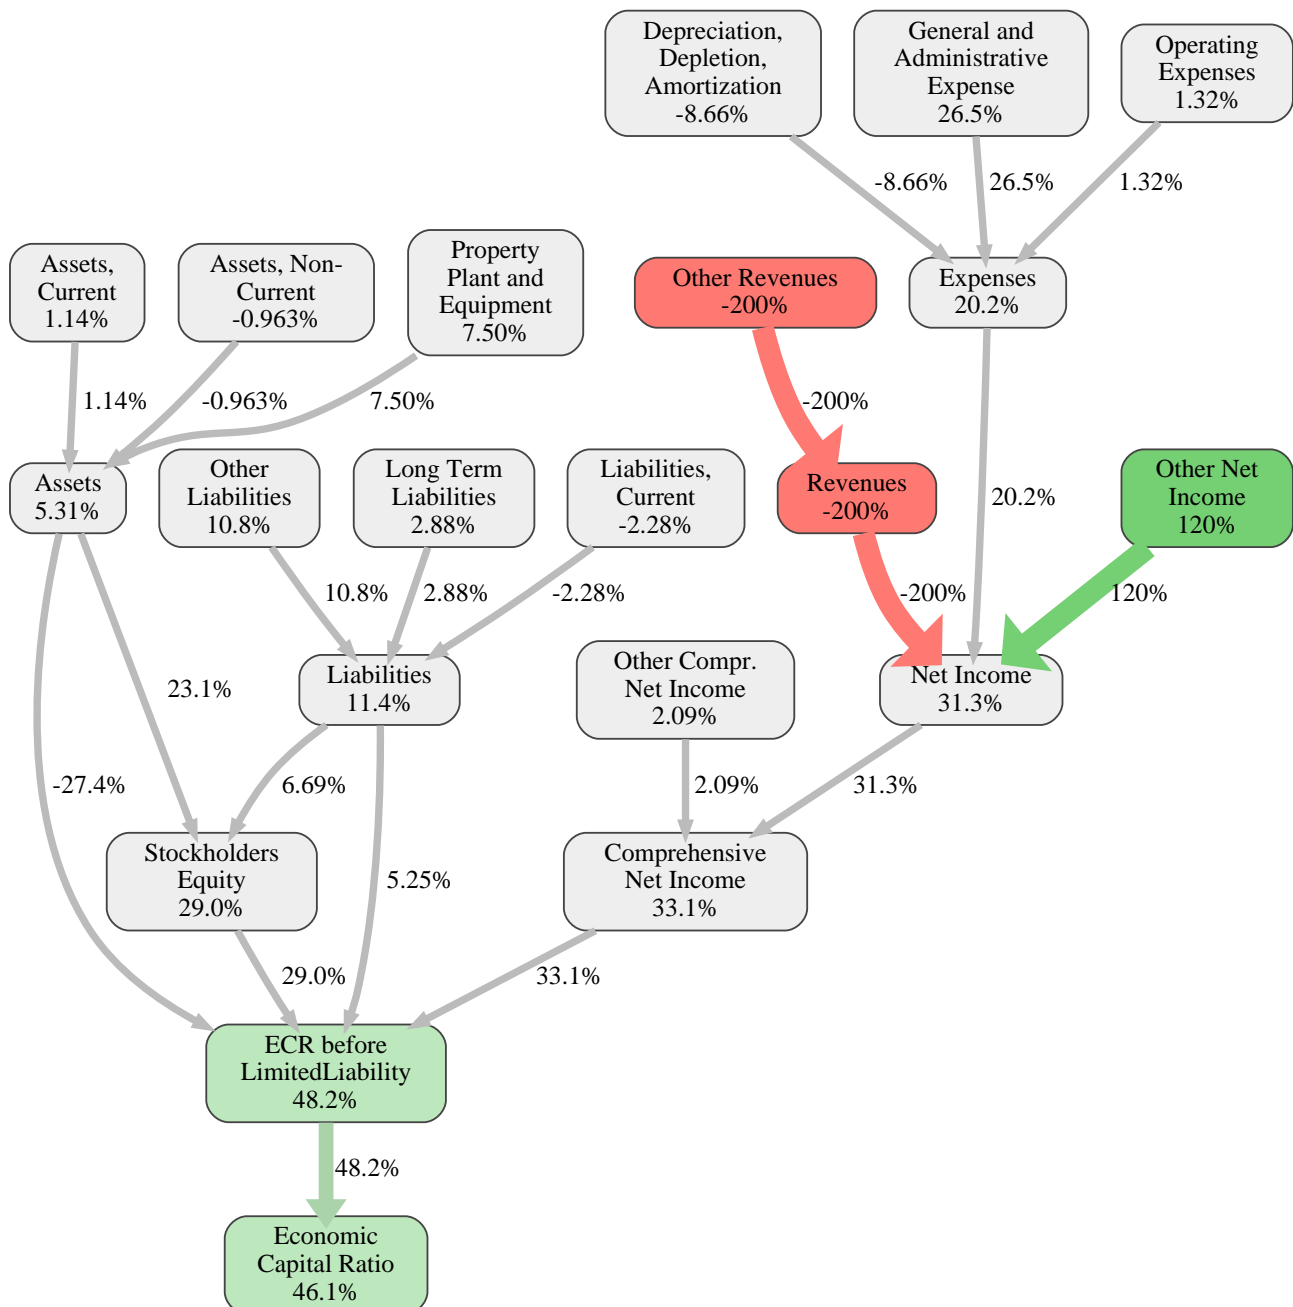 Depreciation,
Depletion,
Amortization
-8.66%
General and
Administrative
Expense
26.5%
Operating
Expenses
1.32%
-8.66%
26.5%
1.32%
Assets,
Current
1.14%
Assets, Non-
Current
-0.963%
Property
Plant and
Equipment
7.50%
Other Revenues
-200%
Expenses
20.2%
1.14%
-0.963%
7.50%
-200%
Assets
5.31%
Other
Liabilities
10.8%
Long Term
Liabilities
2.88%
Liabilities,
Current
-2.28%
Revenues
-200%
20.2%
Other Net
Income
120%
10.8%
2.88%
-2.28%
-200%
120%
23.1%
Liabilities
11.4%
Other Compr.
Net Income
2.09%
Net Income
31.3%
-27.4%
6.69%
2.09%
31.3%
Stockholders
Equity
29.0%
5.25%
Comprehensive
Net Income
33.1%
29.0%
33.1%
ECR before
LimitedLiability
48.2%
48.2%
Economic
Capital Ratio
46.1%